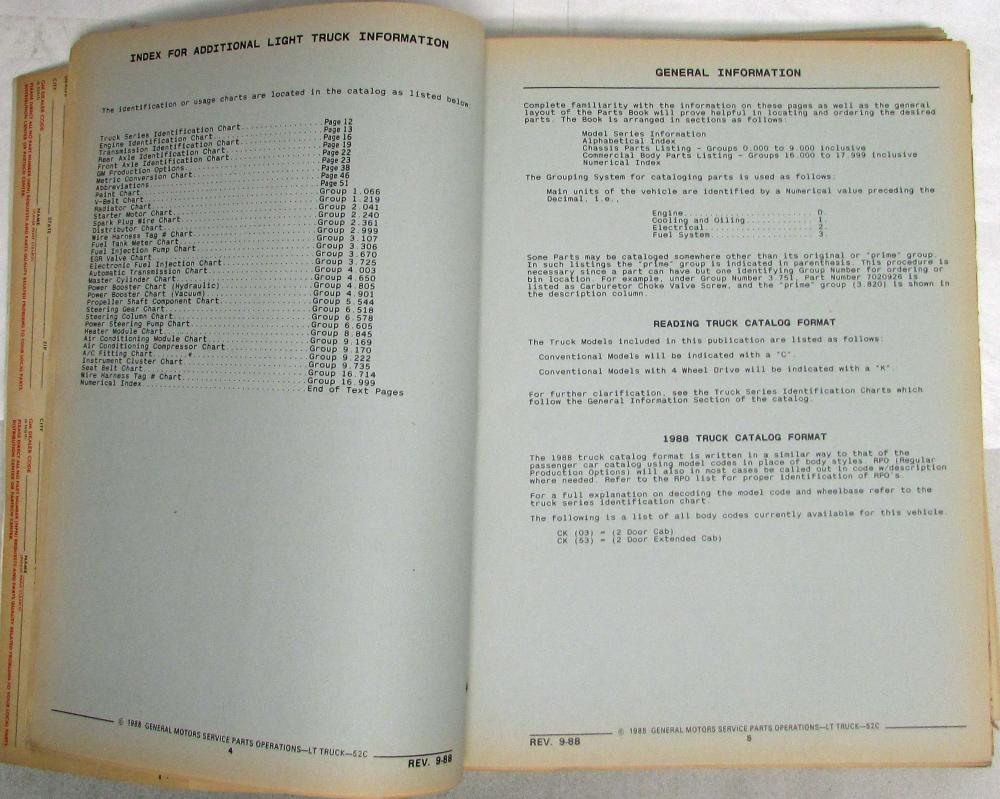 INDEX FOR ADDITIONAL LIGHT TRUCK INFORMATION
The identification or usage charts are located in the catalog as listed below
Truck Series Identification Chart Page 12
Engine Identification Chart Page 13
Transmission Identification Chart Page 16
Rear Axle Identification Chart Page 19
Front Axle Identification Chart Page 22
GM Production Options Page 23
Metric Conversion Chart Page 38
Abbreviations Page 46
Paint Chart Page 51
V-Belt Chart Group 1.066
Radiator Chart Group 1.219
Starter Motor Chart Group 2.041
Spark Plug Wire Chart Group 2.240
Distributor Chart Group 2.361
Wire Harness Tag # Chart Group 2.999
Fuel Tank Meter Chart Group 3.107
Fuel Injection Pump Chart Group 3.306
EGR Valve Chart Group 3.670
Electronic Fuel Injection Chart Group 3.725
Automatic Transmission Chart Group 4.003
Master Cylinder Chart Group 4.650
Power Booster Chart (Hydraulic) Group 4.805
Power Booster Chart (Vacuum) Group 4.901
Propeller Shaft Component Chart Group 5.544
Steering Gear Chart Group 6.518
Steering Column Chart Group 6.578
Power Steering Pump Chart Group 6.605
Heater Module Chart Group 8.845
Air Conditioning Module Chart Group 9.169
Air Conditioning Compressor Chart Group 9.170
A/C Fitting Chart Group 9.222
Instrument Cluster Chart Group 9.735
Seat Belt Chart Group 16.714
Wire Harness Tag # Chart Group 16.999
Numerical Index End of Text Pages
© 1988 GENERAL MOTORS SERVICE PARTS OPERATIONS—LT TRUCK—52C
4
REV. 9-88
GENERAL INFORMATION
Complete familiarity with the information on these pages as well as the general
layout of the Parts Book will prove helpful in locating and ordering the desired
parts. The Book is arranged in sections as follows:
Model Series Information
Alphabetical Index
Chassis Parts Listing - Groups 0.000 to 9.000 inclusive
Commercial Body Parts Listing - Groups 16.000 to 17.999 inclusive
Numerical Index
The Grouping System for cataloging parts is used as follows:
Main units of the vehicle are identified by a Numerical value preceding the
Decimal, i.e.,
Engine 0
Cooling and Oiling 1
Electrical 2
Fuel System 3
Some Parts may be cataloged somewhere other than its original or "prime" group.
In such listings the "prime" group is indicated in parenthesis. This procedure is
necessary since a part can have but one identifying Group Number for ordering or
bin location. For example, under Group Number 3.751, Part Number 7020926 is
listed as Carburetor Choke Valve Screw, and the "prime" group (3.820) is shown in
the description column.
READING TRUCK CATALOG FORMAT
The Truck Models included in this publication are listed as follows:
Conventional Models will be indicated with a "C".
Conventional Models with 4 Wheel Drive will be indicated with a "K".
For further clarification, see the Truck Series Identification Charts which
follow the General Information Section of the catalog.
1988 TRUCK CATALOG FORMAT
The 1988 truck catalog format is written in a similar way to that of the
passenger car catalog using model codes in place of body styles. RPO (Regular
Production Options) will also in most cases be called out in code w/description
where needed. Refer to the RPO list for proper identification of RPO's.
For a full explanation on decoding the model code and wheelbase refer to the
truck series identification chart.
The following is a list of all body codes currently available for this vehicle.
CK (03) = (2 Door Cab)
CK (53) = (2 Door Extended Cab)
© 1988 GENERAL MOTORS SERVICE PARTS OPERATIONS—LT TRUCK—52C
REV. 9-88
5